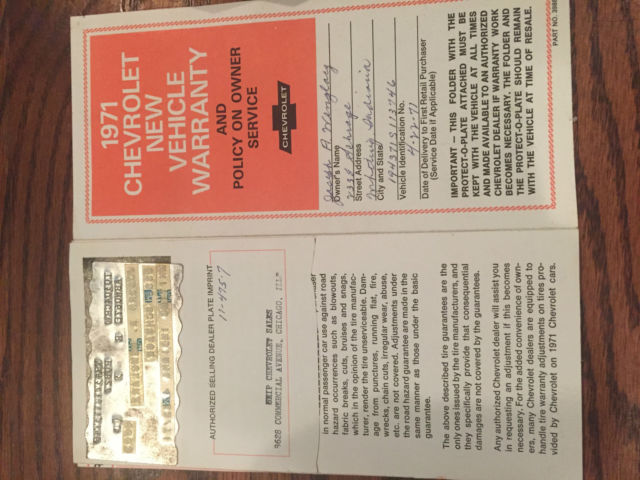 1971
CHEVROLET
NEW
VEHICLE
WARRANTY
AND
POLICY ON OWNER
SERVICE
CHEVROLET
Joseph A.
Owner's Name
Street Address
Indiana
City and State
Vehicle Identification No.
4-22-71
Date of Delivery to First Retail Purchaser
(Service Date if Applicable)
IMPORTANT — THIS FOLDER WITH THE
PROTECT-O-PLATE ATTACHED MUST BE
KEPT WITH THE VEHICLE AT ALL TIMES
AND MADE AVAILABLE TO AN AUTHORIZED
CHEVROLET DEALER IF WARRANTY WORK
BECOMES NECESSARY. THE FOLDER AND
THE PROTECT-O-PLATE SHOULD REMAIN
WITH THE VEHICLE AT TIME OF RESALE.
PART NO.
AUTHORIZED SELLING DEALER PLATE IMPRINT
11-475-7
SKIP CHEVROLET SALES
9628 COMMERCIAL AVENUE, CHICAGO, ILL"
in normal passenger car use against road
hazard occurrences such as blowouts,
fabric breaks, cuts, bruises and snags,
which in the opinion of the tire manufac-
turer, render the tire unserviceable. Dam-
age from punctures, running flat, fire,
wrecks, chain cuts, irregular wear, abuse,
etc. are not covered. Adjustments under
the road hazard guarantee are made in the
same manner as those under the basic
guarantee.
The above described tire guarantees are the
only ones issued by the tire manufacturers, and
they specifically provide that consequential
damages are not covered by the guarantees.
Any authorized Chevrolet dealer will assist you
in requesting an adjustment if this becomes
necessary. For the added convenience of own-
ers, many Chevrolet dealers are equipped to
handle tire warranty adjustments on tires pro-
vided by Chevrolet on 1971 Chevrolet cars.